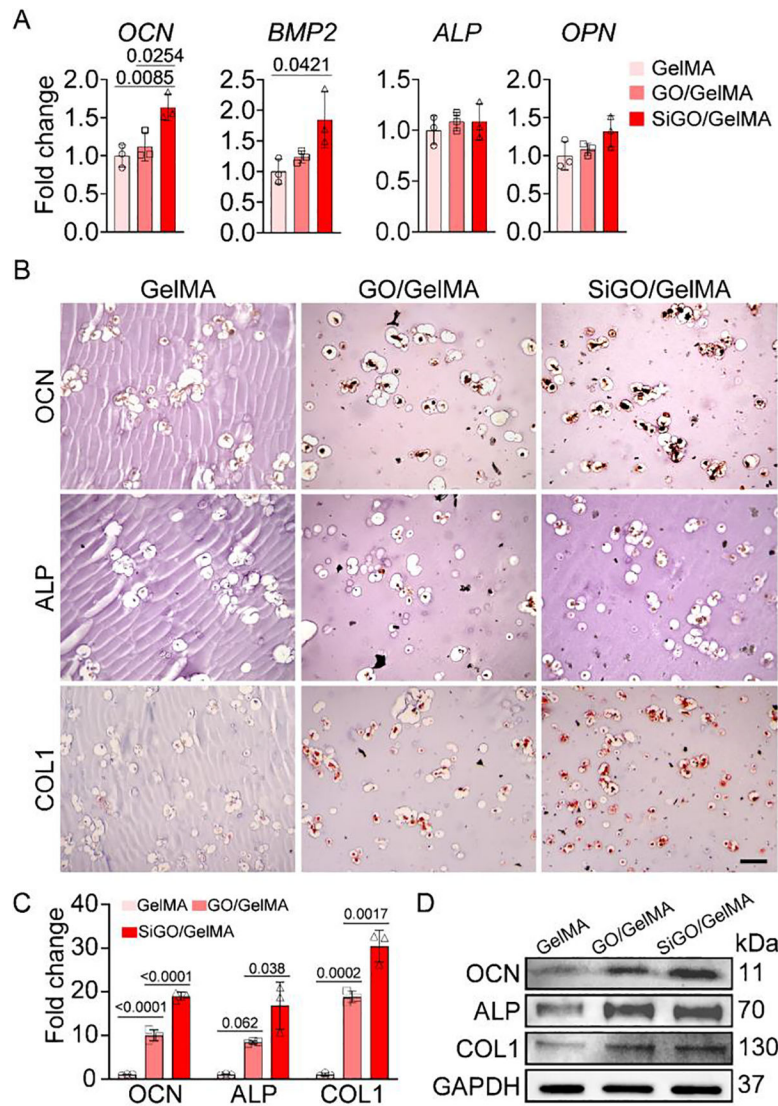 A
OCN
BMP2
ALP
OPN
Fold change
0.0254
0.0085
2.0
1.5
1.0
0.5
0.0
0.0421
2.5
2.0
1.5
1.0
0.5
0.0
1.5
1.0
0.5
0.0
2.0
1.5
1.0
0.5
0.0
GelMA
GO/GelMA
SiGO/GelMA
B
GelMA
GO/GelMA
SiGO/GelMA
OCN
ALP
COL1
C
Fold change
40
30
20
10
0
GelMA
GO/GelMA
SiGO/GelMA
<0.0001
<0.0001
0.062
0.038
0.0002
0.0017
OCN
ALP
COL1
D
GelMA
GO/GelMA
SiGO/GelMA
kDa
OCN 11
ALP 70
COL1 130
GAPDH 37